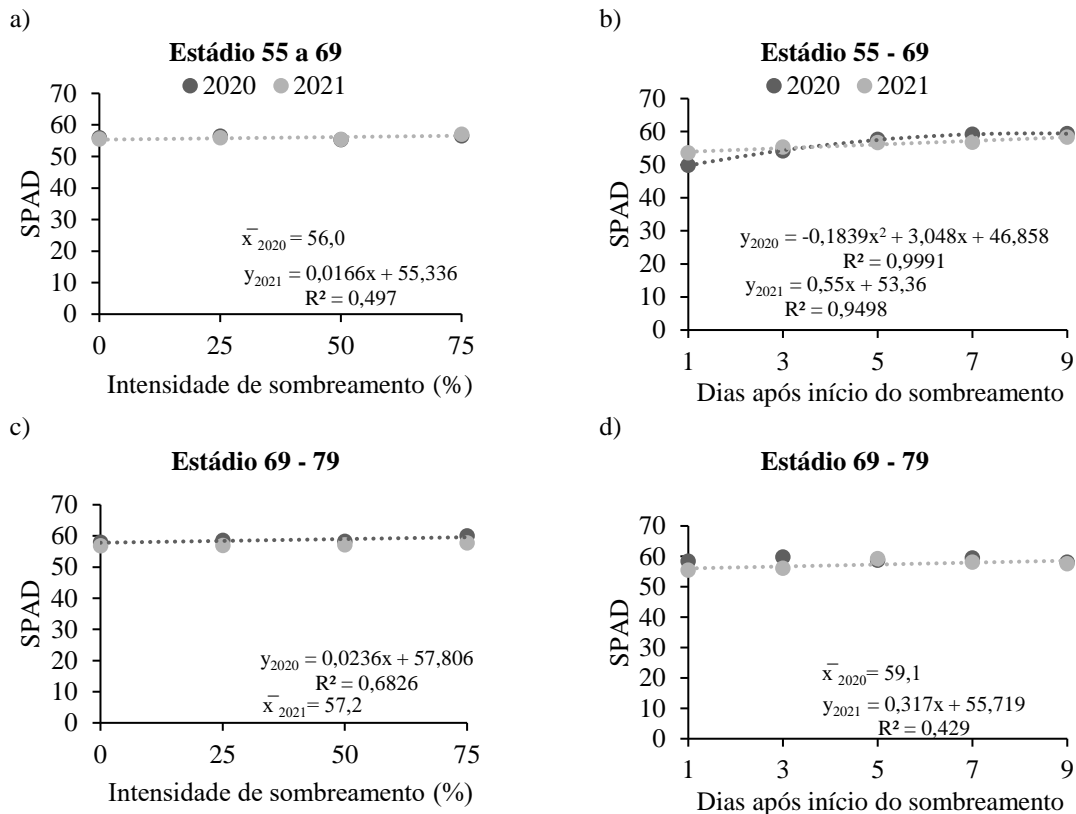 a)
Estádio 55 a 69
2020 2021
70
60
50
40
30
20
10
0
SPAD
x̄ 2020 = 56,0
y2021 = 0,0166x + 55,336
R² = 0,497
0 25 50 75
Intensidade de sombreamento (%)
b)
Estádio 55 - 69
2020 2021
70
60
50
40
30
20
10
0
SPAD
y2020 = -0,1839x² + 3,048x + 46,858
R² = 0,9991
y2021 = 0,55x + 53,36
R² = 0,9498
1 3 5 7 9
Dias após início do sombreamento
c)
Estádio 69 - 79
70
60
50
40
30
20
10
0
SPAD
y2020 = 0,0236x + 57,806
R² = 0,6826
x̄ 2021 = 57,2
0 25 50 75
Intensidade de sombreamento (%)
d)
Estádio 69 - 79
70
60
50
40
30
20
10
0
SPAD
x̄ 2020= 59,1
y2021 = 0,317x + 55,719
R² = 0,429
1 3 5 7 9
Dias após início do sombreamento